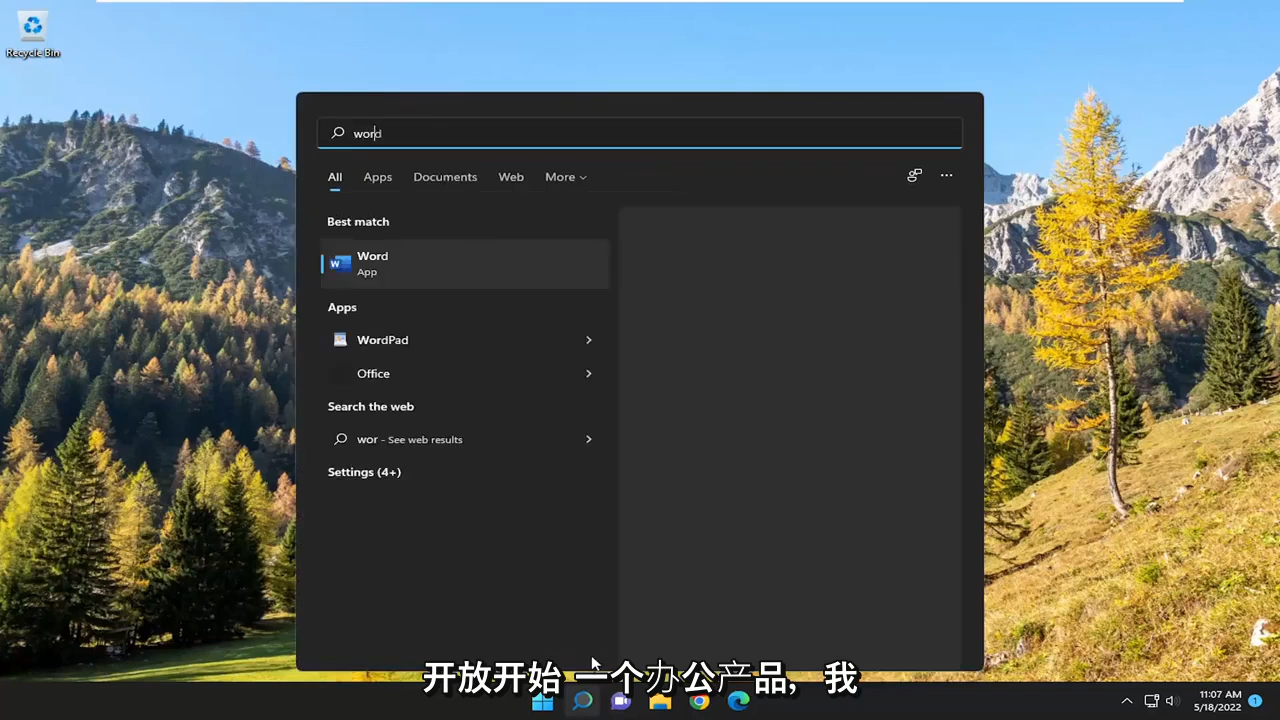 Recycle Bin
word
All Apps Documents Web More
Best match
Word
App
Apps
WordPad
Office
Search the web
wor - See web results
Settings (4+)
开放开始 一个办公产品, 我
11:07 AM
5/18/2022
1